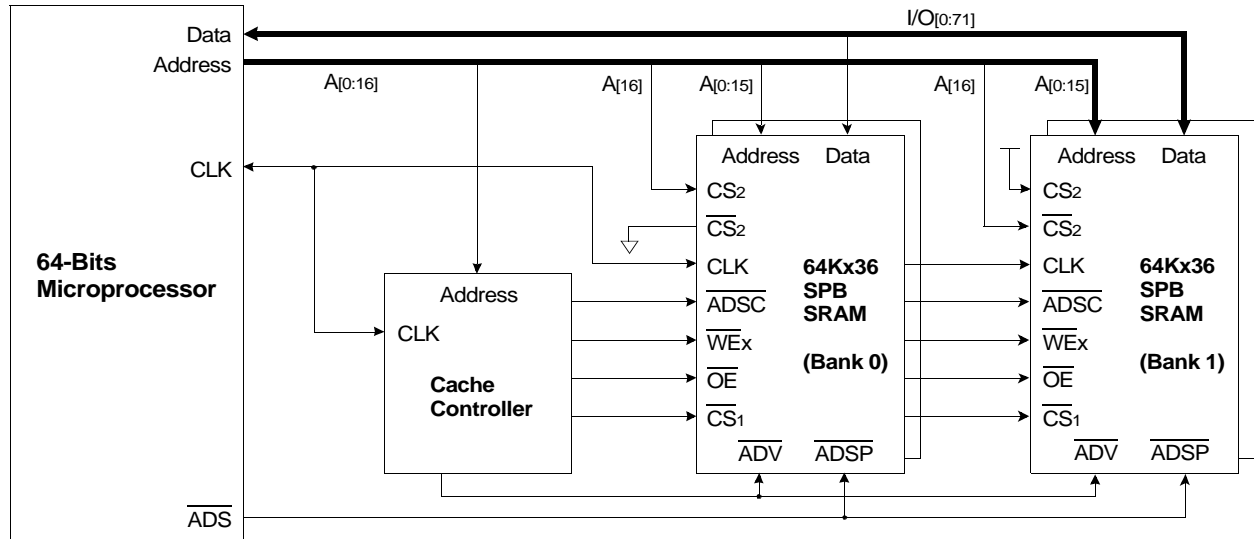 I/O[0:71]
Data
Address
A[0:16]
A[16]
A[0:15]
A[16]
A[0:15]
CLK
64-Bits
Microprocessor
ADS
Address
CLK
Cache
Controller
Address
Data
CS2
CS2
CLK
ADSC
WEx
OE
CS1
64Kx36
SPB
SRAM
(Bank 0)
ADV
ADSP
Address
Data
CS2
CS2
CLK
ADSC
WEx
OE
CS1
64Kx36
SPB
SRAM
(Bank 1)
ADV
ADSP